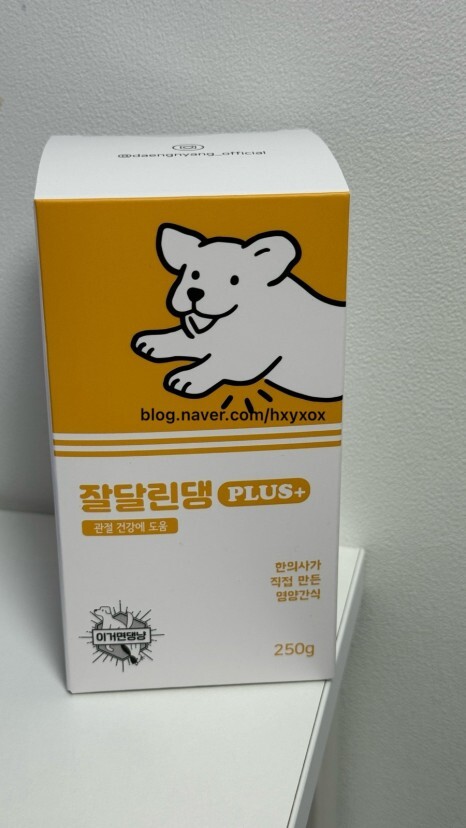 @daengnyang_official
blog.naver.com/hxyxox
잘달린댕 PLUS+
관절 건강에 도움
한의사가
직접 만든
영양간식
이거면댕냥
250g